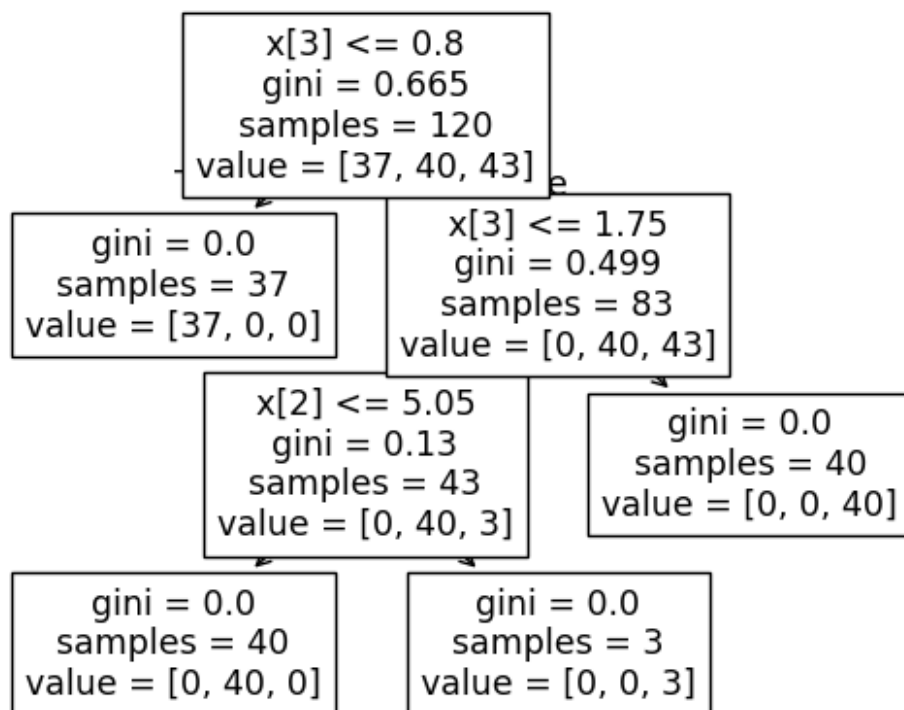 x[3] <= 0.8
gini = 0.665
samples = 120
value = [37, 40, 43]
gini = 0.0
samples = 37
value = [37, 0, 0]
x[3] <= 1.75
gini = 0.499
samples = 83
value = [0, 40, 43]
x[2] <= 5.05
gini = 0.13
samples = 43
value = [0, 40, 3]
gini = 0.0
samples = 40
value = [0, 0, 40]
gini = 0.0
samples = 40
value = [0, 40, 0]
gini = 0.0
samples = 3
value = [0, 0, 3]